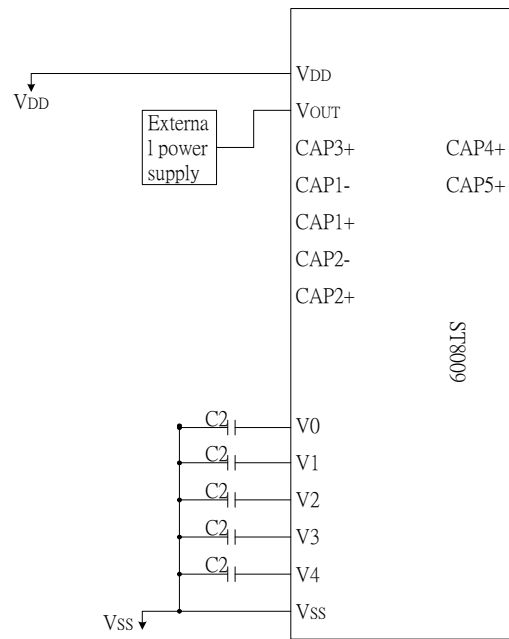 VDD
VDD
VOUT
Externa
l power
supply
CAP3+ CAP4+
CAP1- CAP5+
CAP1+
CAP2-
CAP2+
ST8009
C2 V0
C2 V1
C2 V2
C2 V3
C2 V4
VSS VSS